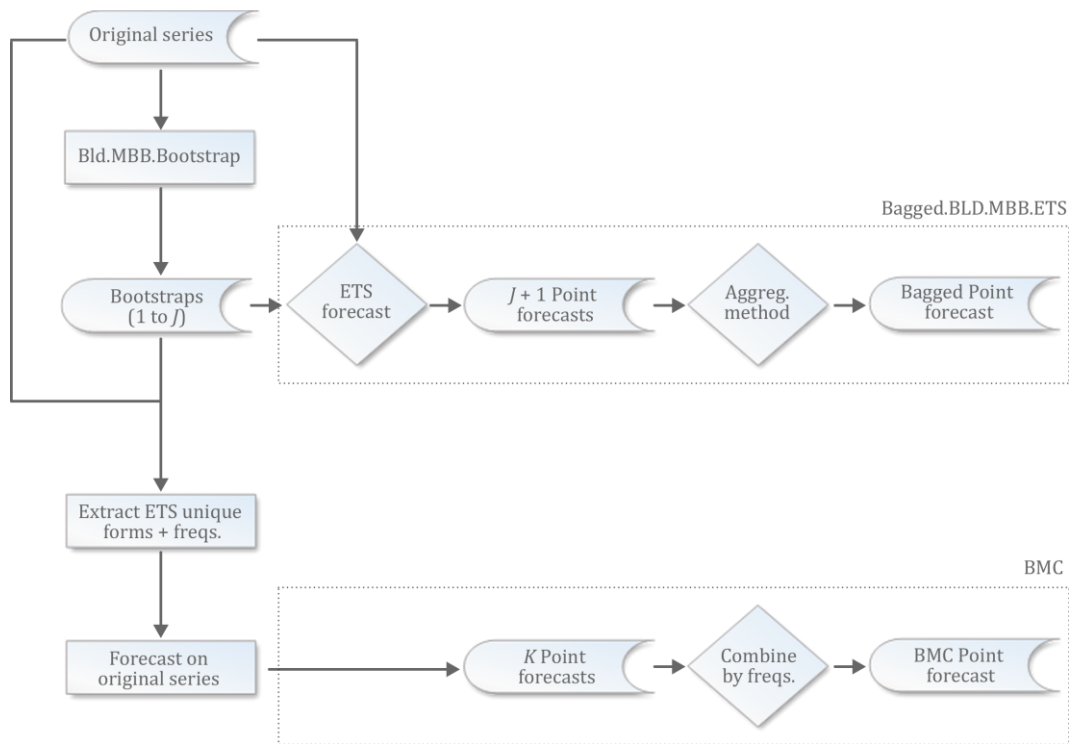 Original series
Bld.MBB.Bootstrap
Bagged.BLD.MBB.ETS
Bootstraps
(1 to J)
ETS
forecast
J + 1 Point
forecasts
Aggreg.
method
Bagged Point
forecast
Extract ETS unique
forms + freqs.
BMC
Forecast on
original series
K Point
forecasts
Combine
by freqs.
BMC Point
forecast